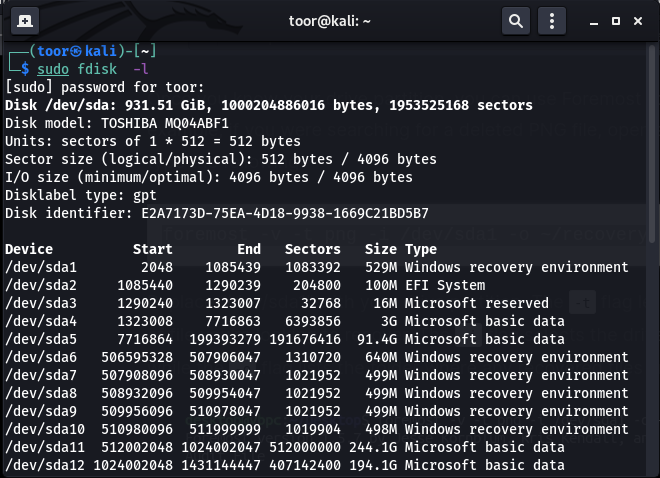 toor@kali: ~
(toor㉿kali)-[~]
$ sudo fdisk  -l
[sudo] password for toor:
Disk /dev/sda: 931.51 GiB, 1000204886016 bytes, 1953525168 sectors
Disk model: TOSHIBA MQ04ABF1
Units: sectors of 1 * 512 = 512 bytes
Sector size (logical/physical): 512 bytes / 4096 bytes
I/O size (minimum/optimal): 4096 bytes / 4096 bytes
Disklabel type: gpt
Disk identifier: E2A7173D-75EA-4D18-9938-1669C21BD5B7
Device Start End Sectors Size Type
/dev/sda1 2048 1085439 1083392 529M Windows recovery environment
/dev/sda2 1085440 1290239 204800 100M EFI System
/dev/sda3 1290240 1323007 32768 16M Microsoft reserved
/dev/sda4 1323008 7716863 6393856 3G Microsoft basic data
/dev/sda5 7716864 199393279 191676416 91.4G Microsoft basic data
/dev/sda6 506595328 507906047 1310720 640M Windows recovery environment
/dev/sda7 507908096 508930047 1021952 499M Windows recovery environment
/dev/sda8 508932096 509954047 1021952 499M Windows recovery environment
/dev/sda9 509956096 510978047 1021952 499M Windows recovery environment
/dev/sda10 510980096 511999999 1019904 498M Windows recovery environment
/dev/sda11 512002048 1024002047 512000000 244.1G Microsoft basic data
/dev/sda12 1024002048 1431144447 407142400 194.1G Microsoft basic data